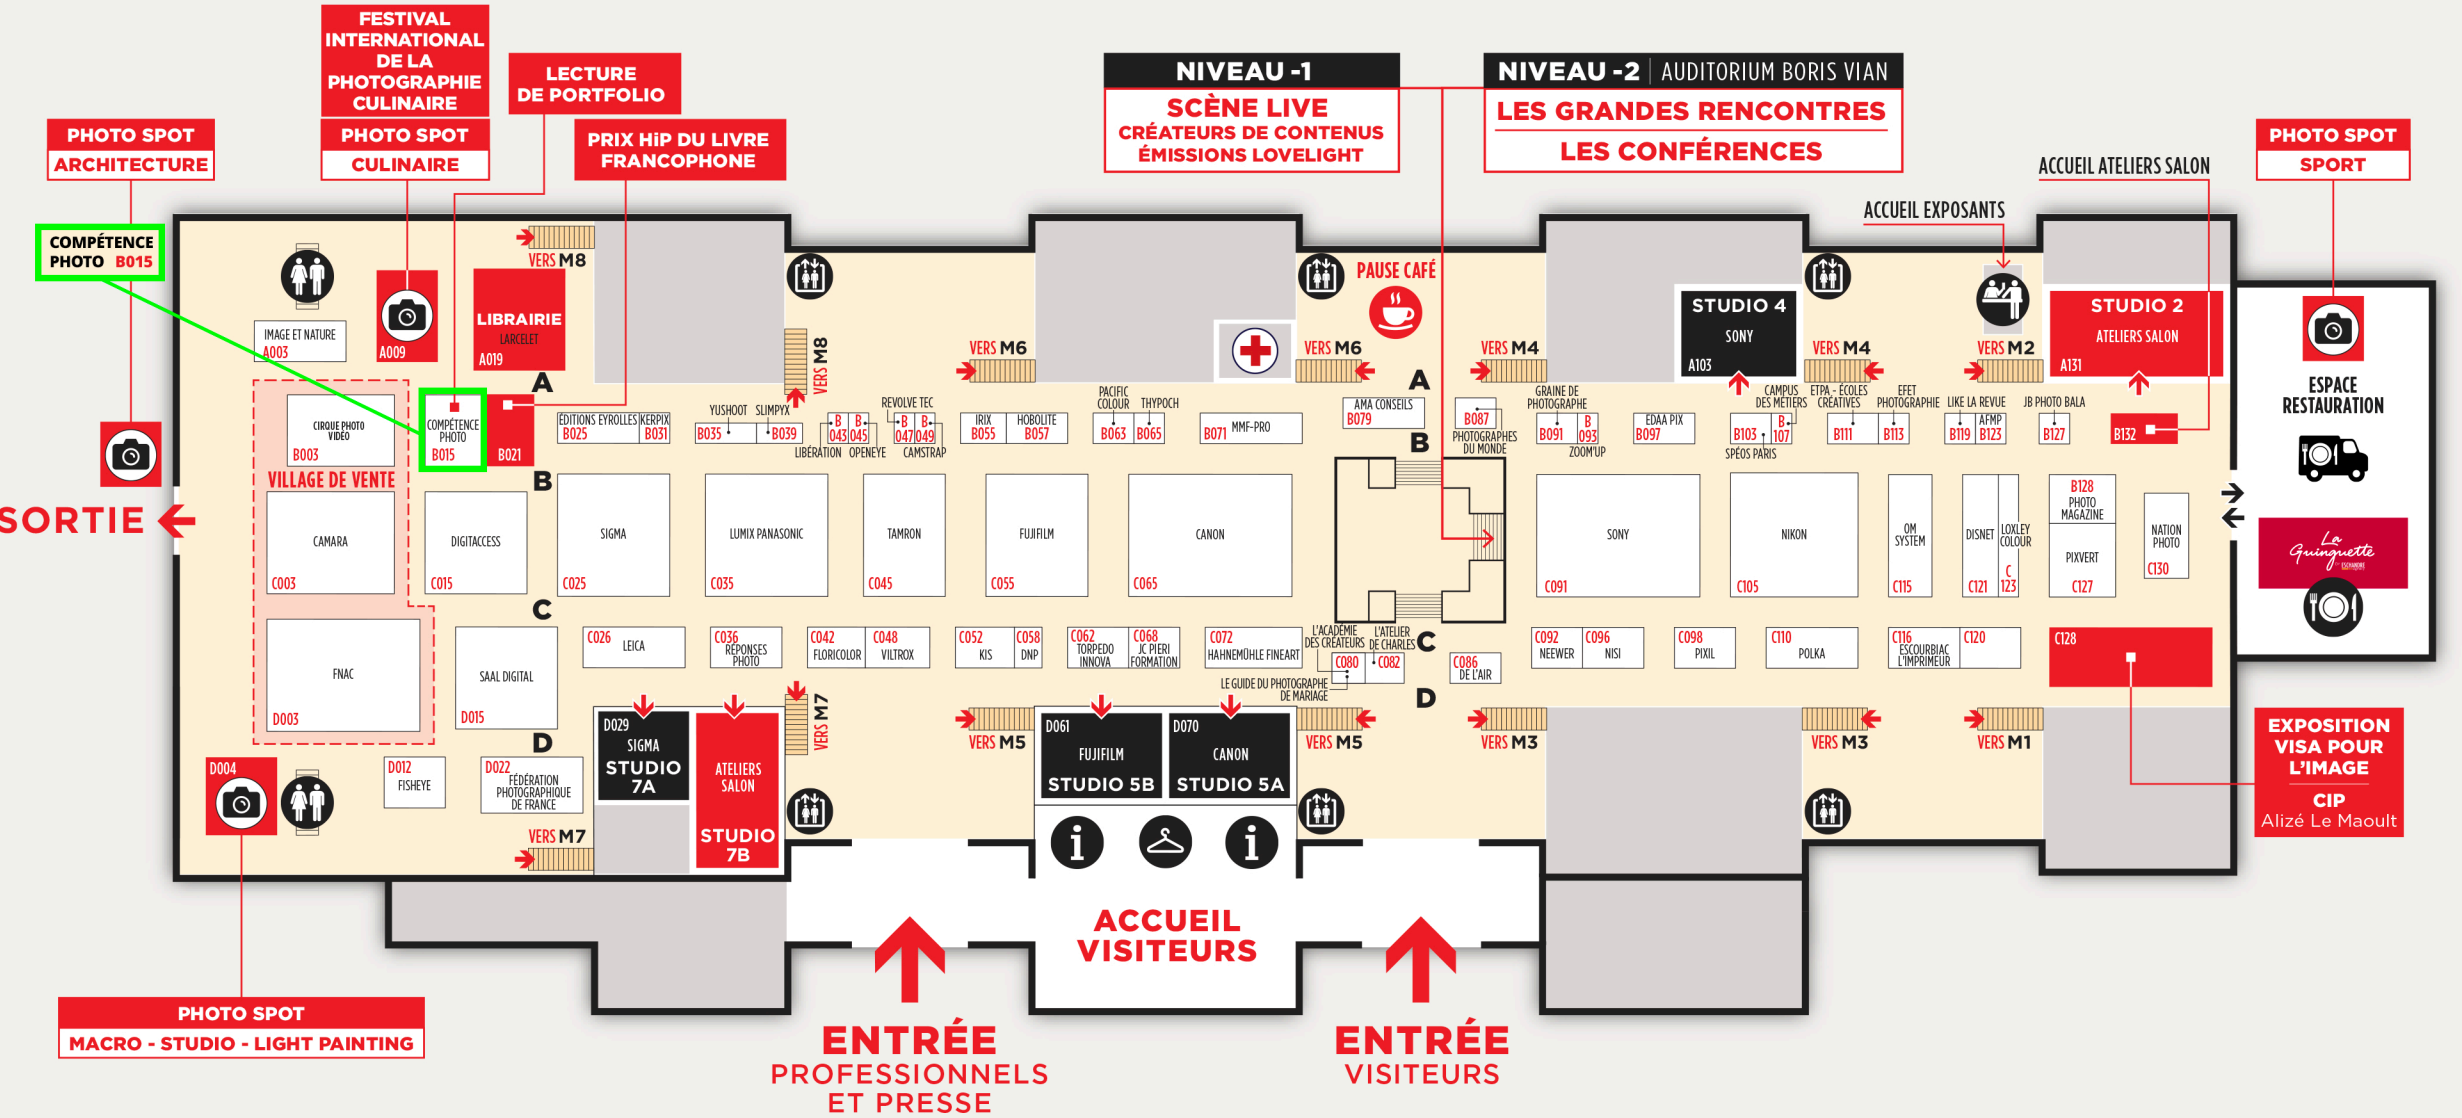 FESTIVAL
INTERNATIONAL
DE LA
PHOTOGRAPHIE
CULINAIRE
PHOTO SPOT
CULINAIRE
LECTURE
DE PORTFOLIO
PRIX HiP DU LIVRE
FRANCOPHONE
PHOTO SPOT
ARCHITECTURE
COMPÉTENCE
PHOTO B015
NIVEAU -1
SCÈNE LIVE
CRÉATEURS DE CONTENUS
ÉMISSIONS LOVELIGHT
NIVEAU -2 | AUDITORIUM BORIS VIAN
LES GRANDES RENCONTRES
LES CONFÉRENCES
ACCUEIL ATELIERS SALON
ACCUEIL EXPOSANTS
PHOTO SPOT
SPORT
VERS M8
IMAGE ET NATURE
A003
A009
LIBRAIRIE
LARCELET
A019
VERS M8
VERS M6
VERS M6
PAUSE CAFÉ
VERS M4
STUDIO 4
SONY
A103
VERS M4
VERS M2
STUDIO 2
ATELIERS SALON
A131
ESPACE
RESTAURATION
A
A
CIRQUE PHOTO
VIDÉO
B003
COMPÉTENCE
PHOTO
B015
B021
ÉDITIONS EYROLLES
B025
KERPIX
B031
YUSHOOT
B035
SLIMPYX
B039
B
043
LIBÉRATION
B
045
OPENEYE
REVOLVE TEC
B
047
B
049
CAMSTRAP
IRIX
B055
HOBOLITE
B057
PACIFIC
COLOUR
B063
THYPOCH
B065
MMF-PRO
B071
AMA CONSEILS
B079
B087
PHOTOGRAPHES
DU MONDE
GRAINE DE
PHOTOGRAPHE
B091
B
093
ZOOM'UP
EDAA PIX
B097
B103
SPÉOS PARIS
CAMPUS
DES MÉTIERS
B
107
ETPA - ÉCOLES
CRÉATIVES
B111
EFET
PHOTOGRAPHIE
B113
LIKE LA REVUE
B119
AFMP
B123
JB PHOTO BALA
B127
B132
B
B
VILLAGE DE VENTE
SORTIE
CAMARA
C003
DIGITACCESS
C015
SIGMA
C025
LUMIX PANASONIC
C035
TAMRON
C045
FUJIFILM
C055
CANON
C065
SONY
C091
NIKON
C105
OM
SYSTEM
C115
DISNET
C121
LOXLEY
COLOUR
C
123
B128
PHOTO
MAGAZINE
PIXVERT
C127
NATION
PHOTO
C130
La
Guinguette
C
C
FNAC
D003
SAAL DIGITAL
D015
C026
LEICA
C036
RÉPONSES
PHOTO
C042
FLORICOLOR
C048
VILTROX
C052
KIS
C058
DNP
C062
TORPEDO
INNOVA
C068
JC PIERI
FORMATION
C072
HAHNEMÜHLE FINEART
L'ACADÉMIE
DES CRÉATEURS
C080
L'ATELIER
DE CHARLES
C082
LE GUIDE DU PHOTOGRAPHE
DE MARIAGE
C086
DE L'AIR
C092
NEEWER
C096
NISI
C098
PIXIL
C110
POLKA
C116
ESCOURBIAC
L'IMPRIMEUR
C120
C128
D
D
D004
D012
FISHEYE
D022
FÉDÉRATION
PHOTOGRAPHIQUE
DE FRANCE
VERS M7
D029
SIGMA
STUDIO
7A
ATELIERS
SALON
STUDIO
7B
VERS M7
VERS M5
D061
FUJIFILM
STUDIO 5B
D070
CANON
STUDIO 5A
VERS M5
VERS M3
VERS M3
VERS M1
EXPOSITION
VISA POUR
L'IMAGE
CIP
Alizé Le Maoult
ACCUEIL
VISITEURS
PHOTO SPOT
MACRO - STUDIO - LIGHT PAINTING
ENTRÉE
PROFESSIONNELS
ET PRESSE
ENTRÉE
VISITEURS